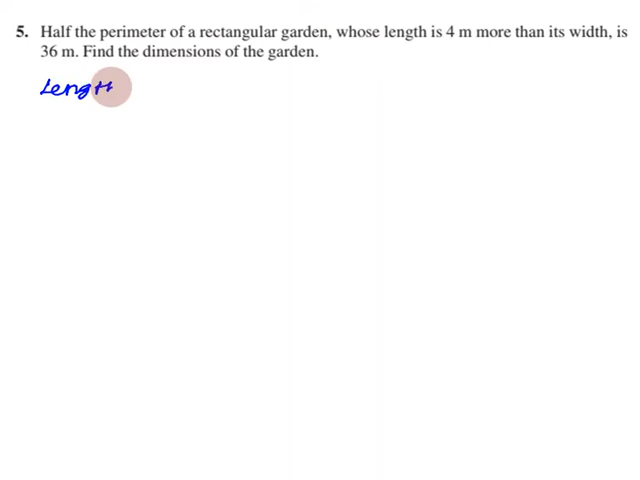 5. Half the perimeter of a rectangular garden, whose length is 4 m more than its width, is
36 m. Find the dimensions of the garden.
Length